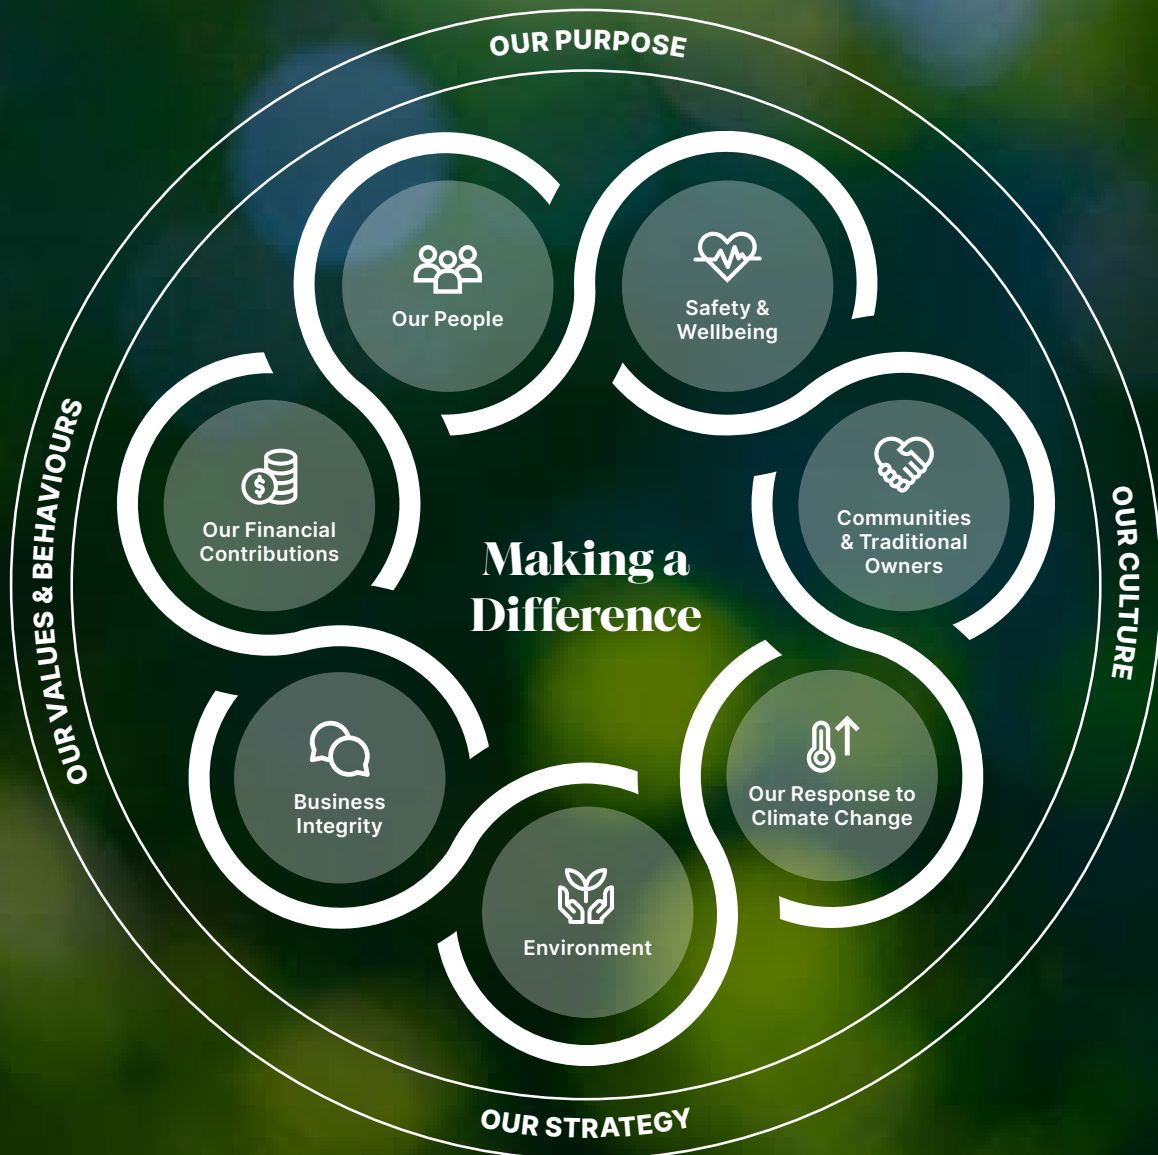 OUR PURPOSE
Our People
Safety &
Wellbeing
OUR VALUES & BEHAVIOURS
Our Financial
Contributions
Communities
& Traditional
Owners
OUR CULTURE
Making a
Difference
Business
Integrity
Our Response to
Climate Change
Environment
OUR STRATEGY